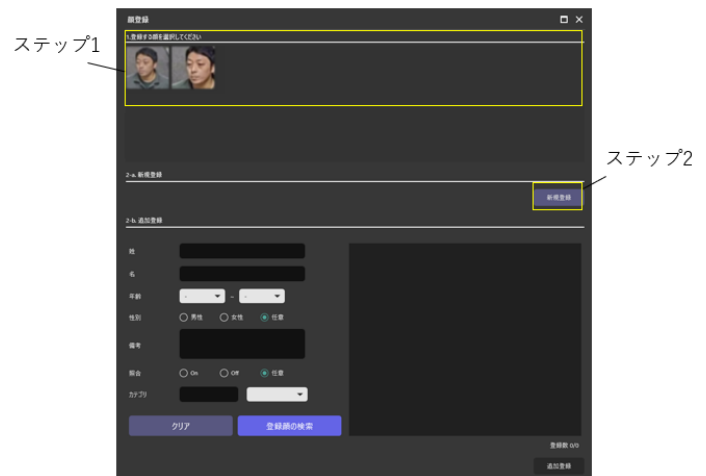 顔登録
ステップ1
1.登録する顔を選択してください
ステップ2
2-a. 新規登録
新規登録
2-b. 追加登録
姓
名
年齢
-
-
-
性別
男性
女性
任意
備考
照合
On
Off
任意
カテゴリ
クリア
登録顔の検索
登録数 0/0
追加登録